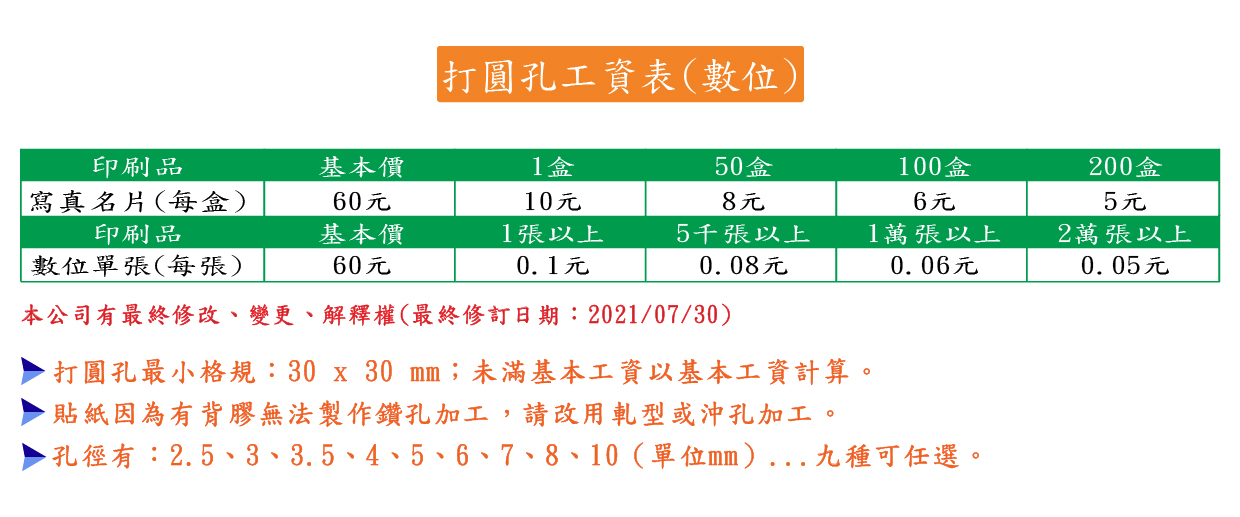 打圓孔工資表(數位)
印刷品 基本價 1盒 50盒 100盒 200盒
寫真名片(每盒) 60元 10元 8元 6元 5元
印刷品 基本價 1張以上 5千張以上 1萬張以上 2萬張以上
數位單張(每張) 60元 0.1元 0.08元 0.06元 0.05元
本公司有最終修改、變更、解釋權(最終修訂日期：2021/07/30)
打圓孔最小格規：30 x 30 mm；未滿基本工資以基本工資計算。
貼紙因為有背膠無法製作鑽孔加工，請改用軋型或沖孔加工。
孔徑有：2.5、3、3.5、4、5、6、7、8、10 (單位mm)...九種可任選。